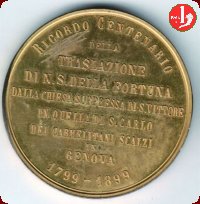 RICORDO CENTENARIO
DELLA
TRASLAZIONE
DI N. S. DELLA FORTUNA
DALLA CHIESA SOPPRESSA DI S. VITTORE
IN QUELLA DI S. CARLO
DEI CARMELITANI SCALZI
IN
GENOVA
1799-1899